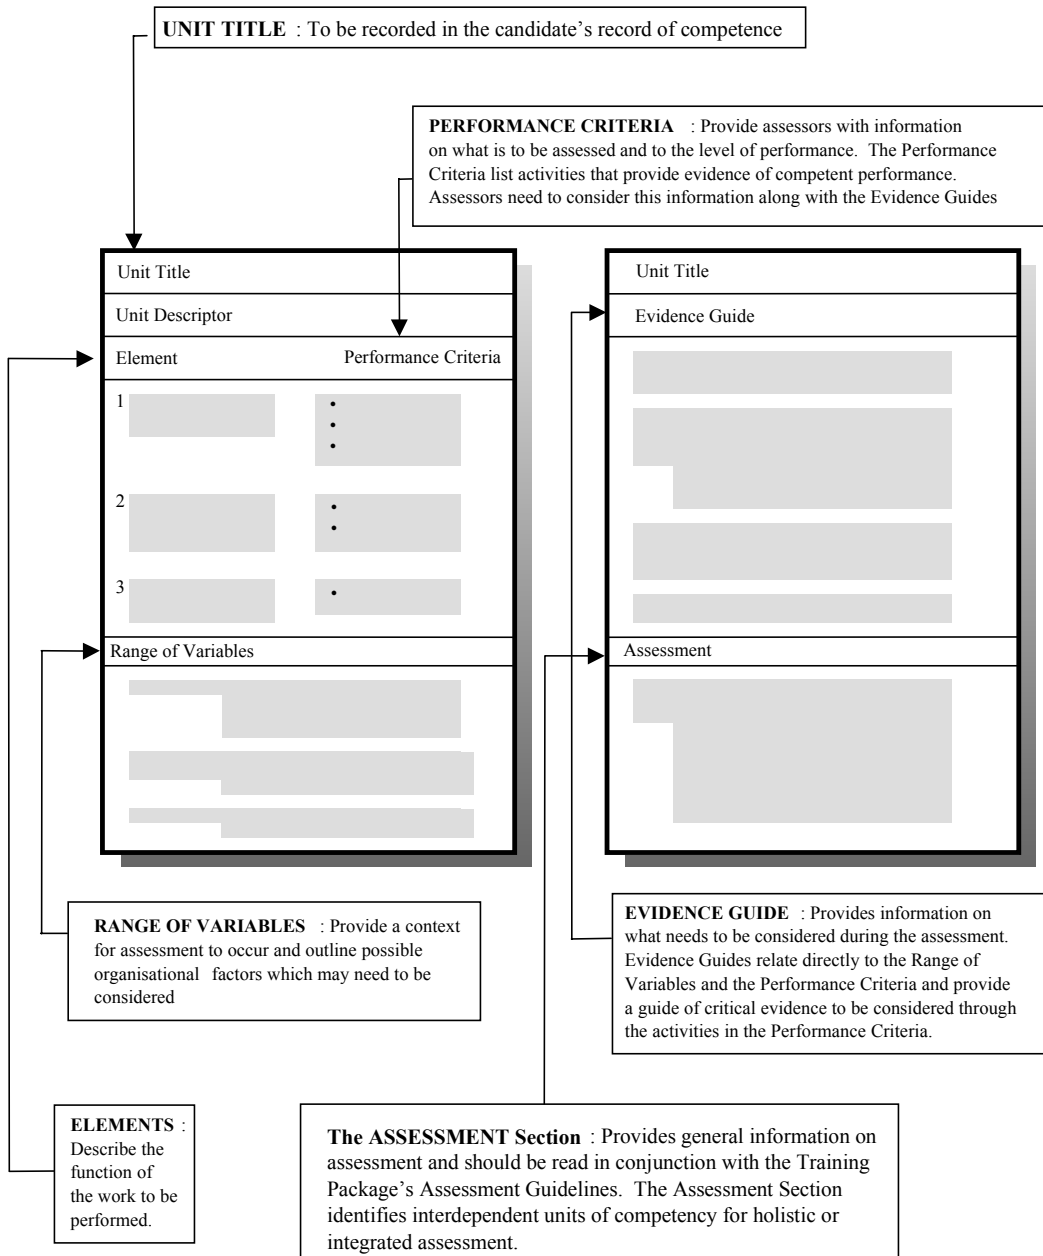 UNIT TITLE : To be recorded in the candidate’s record of competence
PERFORMANCE CRITERIA : Provide assessors with information
on what is to be assessed and to the level of performance. The Performance
Criteria list activities that provide evidence of competent performance.
Assessors need to consider this information along with the Evidence Guides
Unit Title
Unit Descriptor
Element Performance Criteria
1
•
•
•
2
•
•
3
•
Range of Variables
Unit Title
Evidence Guide
Assessment
RANGE OF VARIABLES : Provide a context
for assessment to occur and outline possible
organisational factors which may need to be
considered
EVIDENCE GUIDE : Provides information on
what needs to be considered during the assessment.
Evidence Guides relate directly to the Range of
Variables and the Performance Criteria and provide
a guide of critical evidence to be considered through
the activities in the Performance Criteria.
ELEMENTS :
Describe the
function of
the work to be
performed.
The ASSESSMENT Section : Provides general information on
assessment and should be read in conjunction with the Training
Package’s Assessment Guidelines. The Assessment Section
identifies interdependent units of competency for holistic or
integrated assessment.